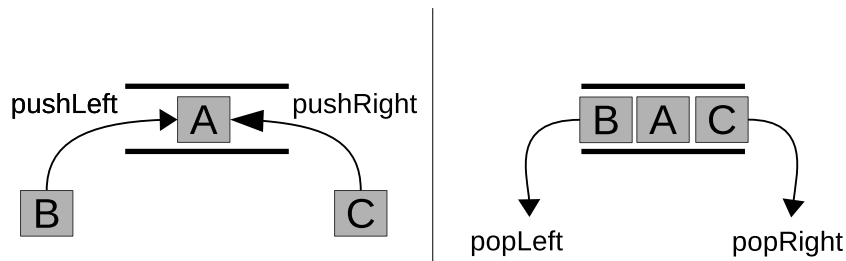 pushLeft
A
pushRight
B
C
B A C
popLeft
popRight